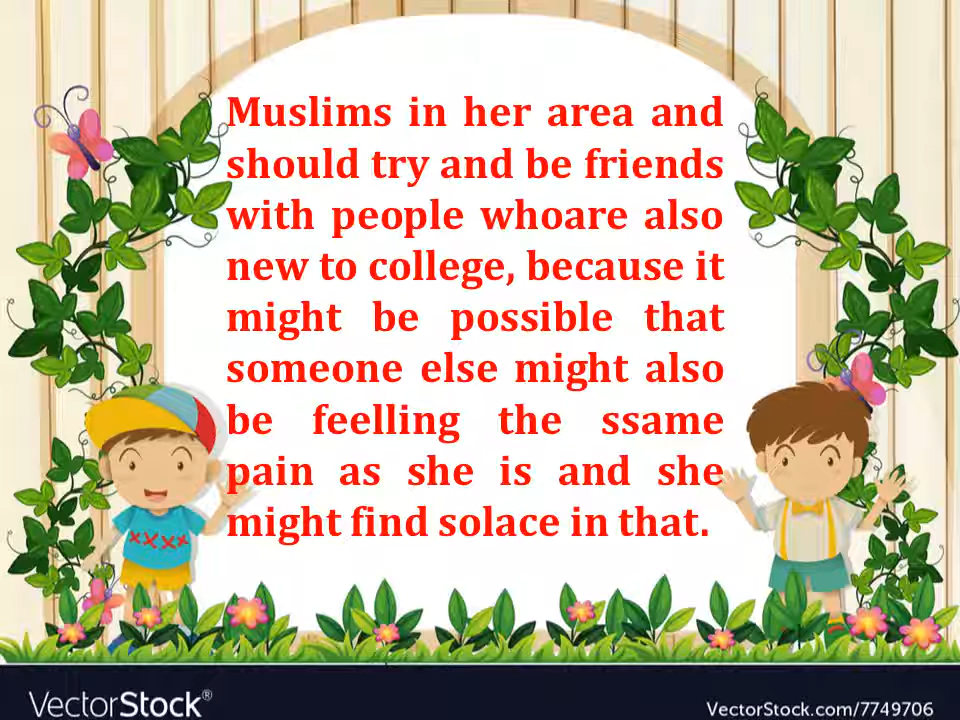 Muslims in her area and
should try and be friends
with people whoare also
new to college, because it
might be possible that
someone else might also
be feelling the ssame
pain as she is and she
might find solace in that.
VectorStock®
VectorStock.com/7749706